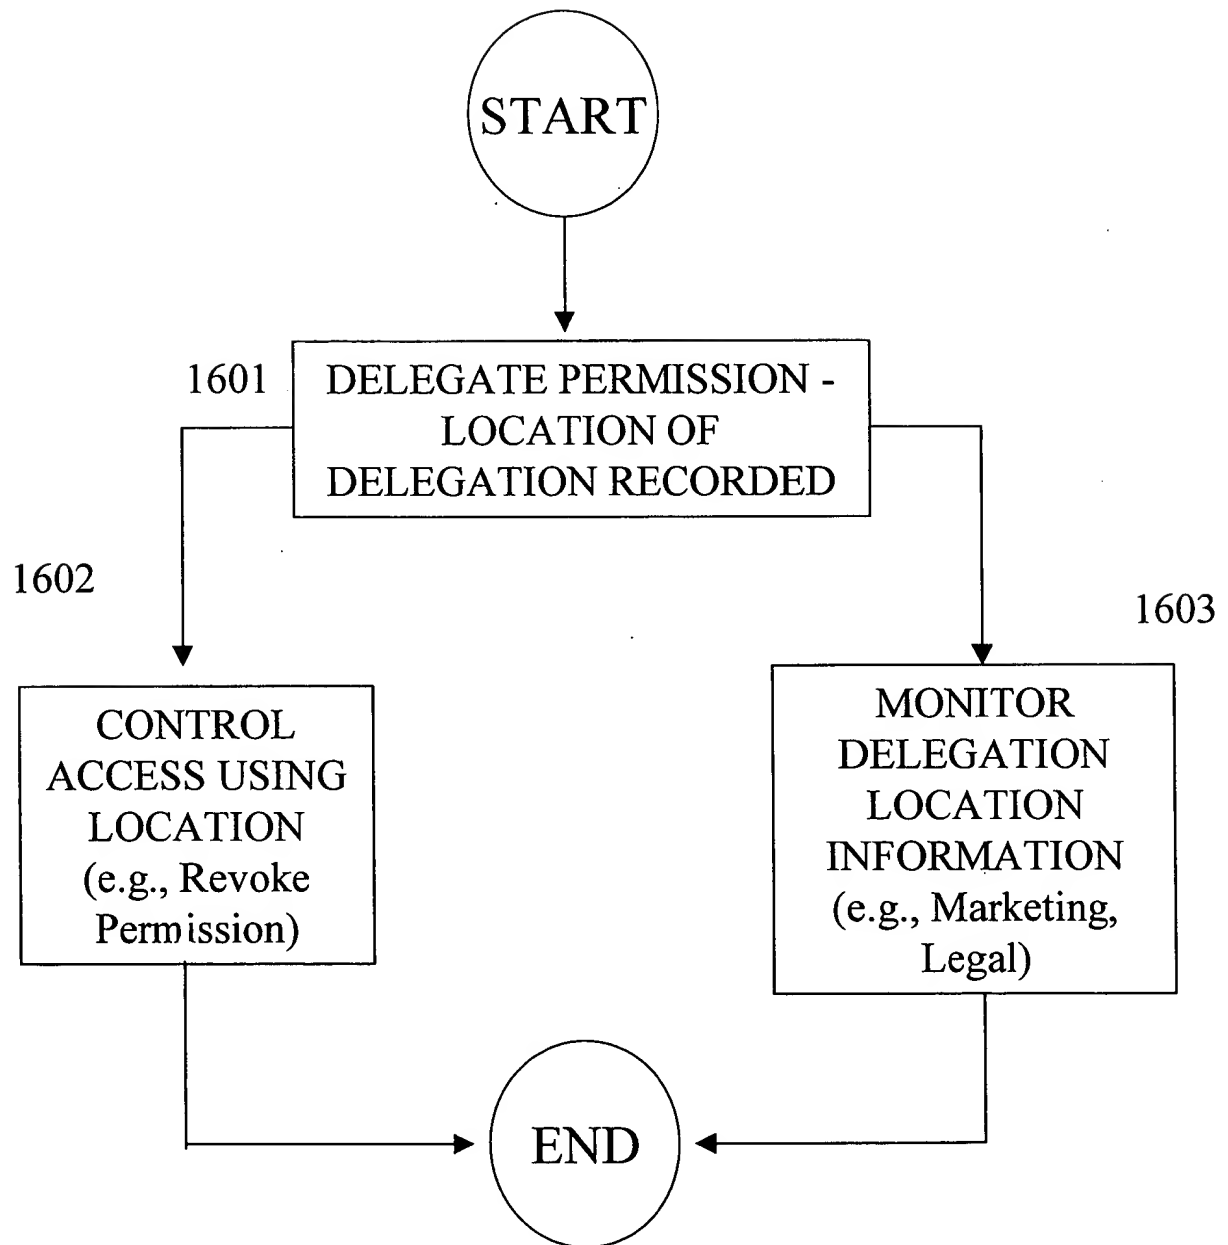 START
1601
DELEGATE PERMISSION -
LOCATION OF
DELEGATION RECORDED
1602
1603
CONTROL
ACCESS USING
LOCATION
(e.g., Revoke
Permission)
MONITOR
DELEGATION
LOCATION
INFORMATION
(e.g., Marketing,
Legal)
END